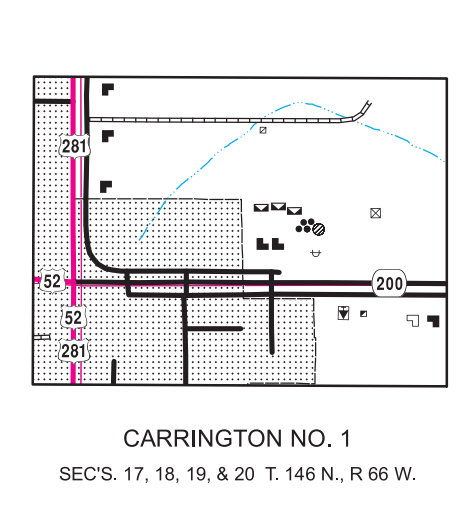 281
52
200
52
281
CARRINGTON NO. 1
SEC'S. 17, 18, 19, & 20 T. 146 N., R 66 W.